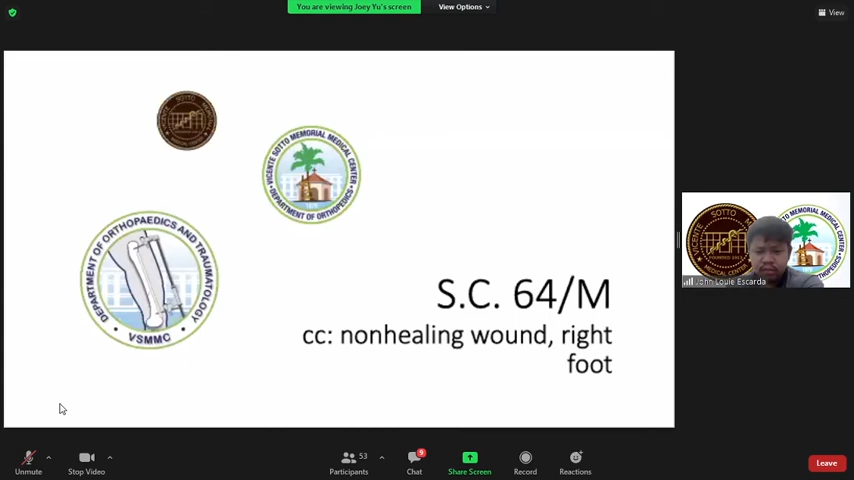 You are viewing Joey Yu's screen
View Options
View
VICENTE SOTTO MEMORIAL MEDICAL CENTER
DEPARTMENT OF ORTHOPEDICS
DEPARTMENT OF ORTHOPAEDICS AND TRAUMATOLOGY
VSMMC
S.C. 64/M
cc: nonhealing wound, right
foot
John Louie Escarda
Unmute
Stop Video
53
Participants
9
Chat
Share Screen
Record
Reactions
Leave